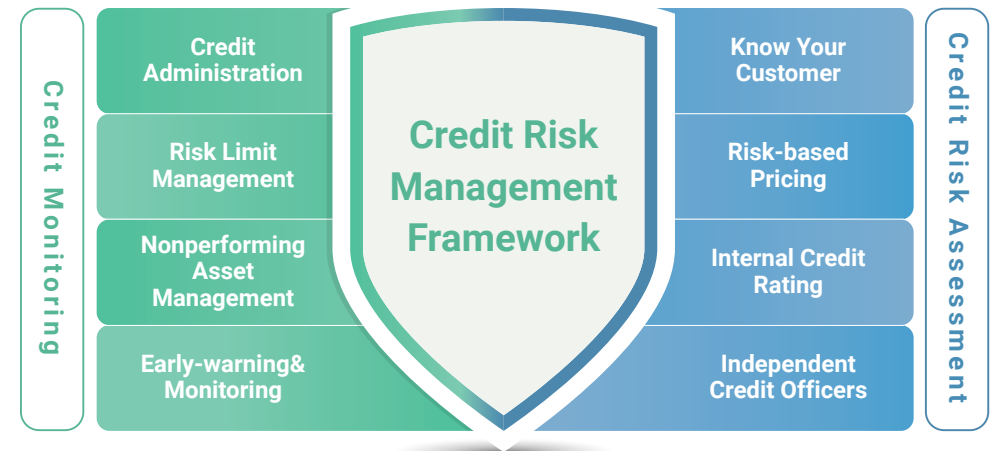 Credit Monitoring
Credit
Administration
Risk Limit
Management
Nonperforming
Asset
Management
Early-warning&
Monitoring
Credit Risk
Management
Framework
Know Your
Customer
Risk-based
Pricing
Internal Credit
Rating
Independent
Credit Officers
Credit Risk Assessment